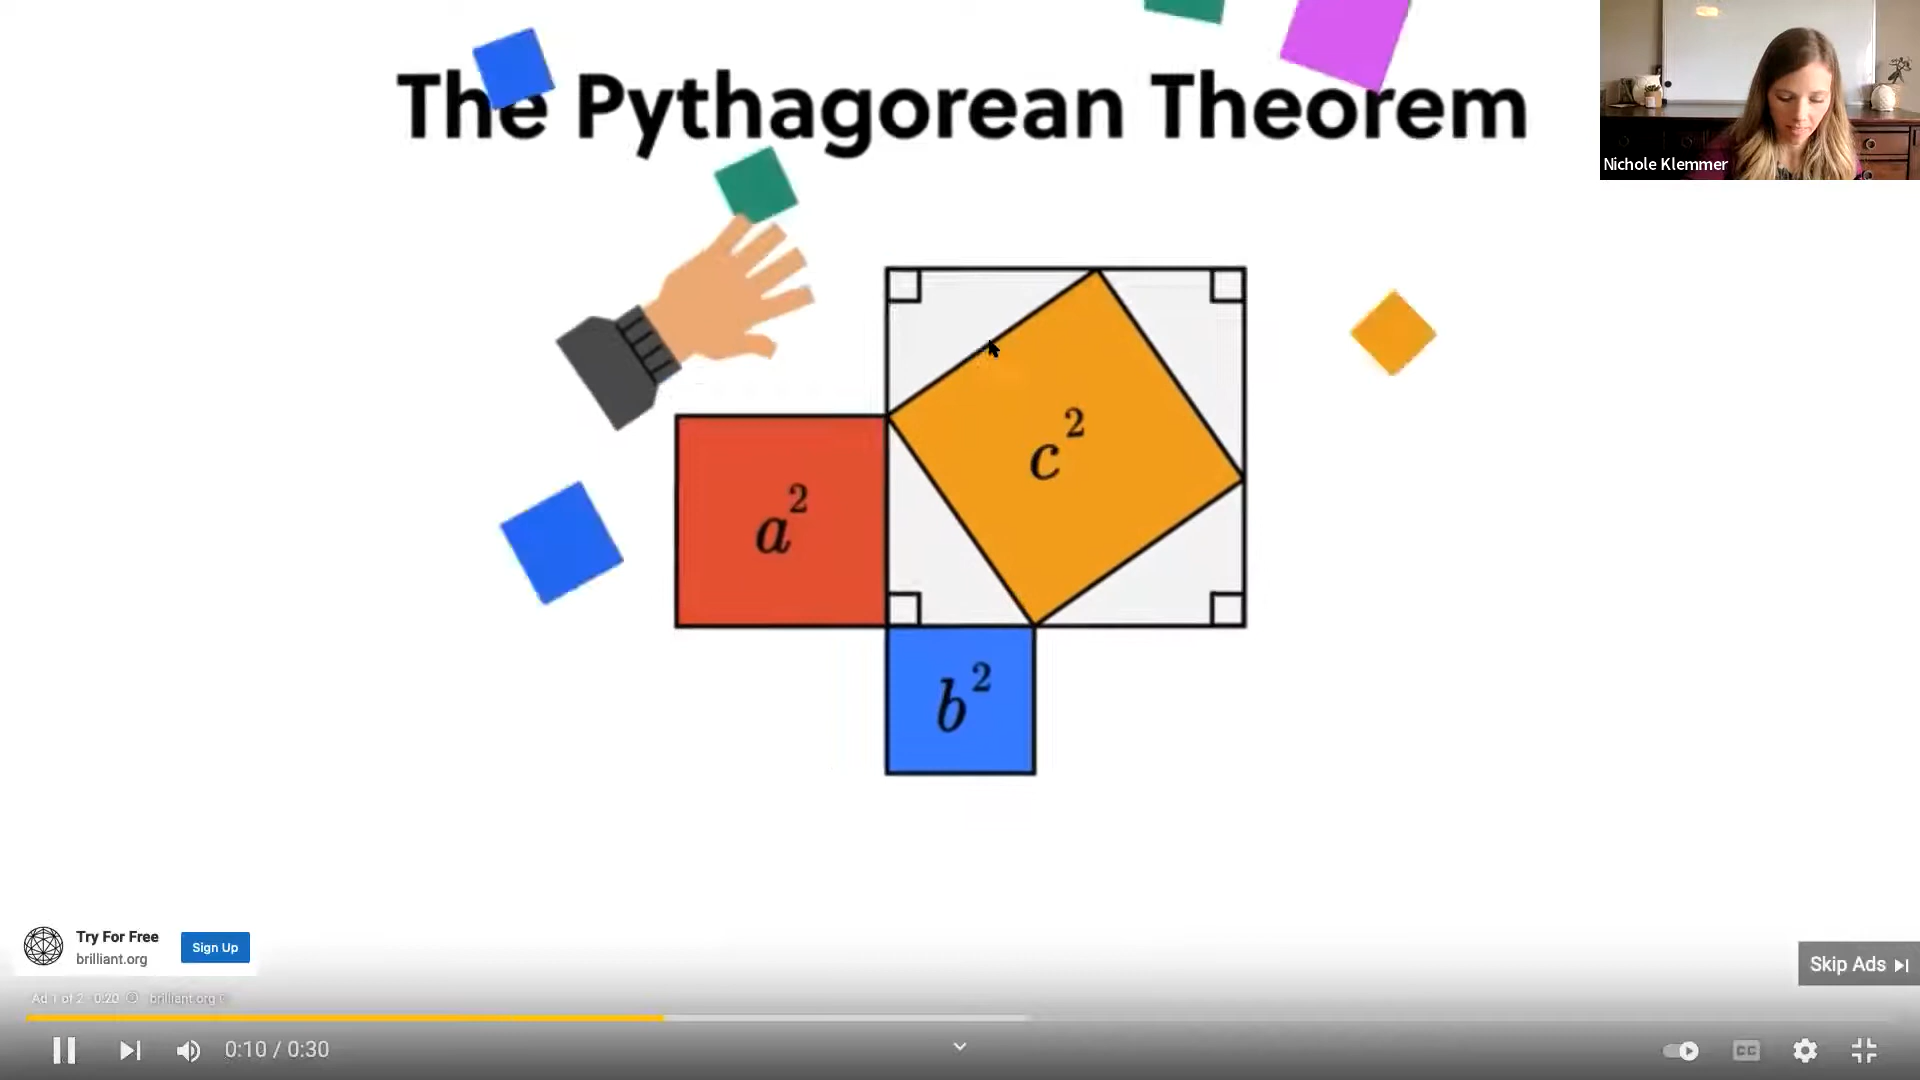 The Pythagorean Theorem
Nichole Klemmer
c²
a²
b²
Try For Free
brilliant.org
Sign Up
Skip Ads
Ad 1 of 2 · 0:20
brilliant.org
0:10 / 0:30
CC